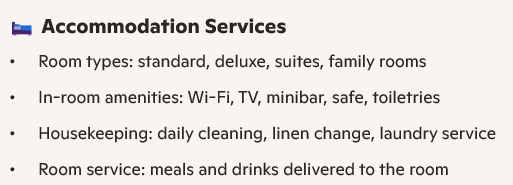 🛏️ Accommodation Services
• Room types: standard, deluxe, suites, family rooms
• In-room amenities: Wi-Fi, TV, minibar, safe, toiletries
• Housekeeping: daily cleaning, linen change, laundry service
• Room service: meals and drinks delivered to the room